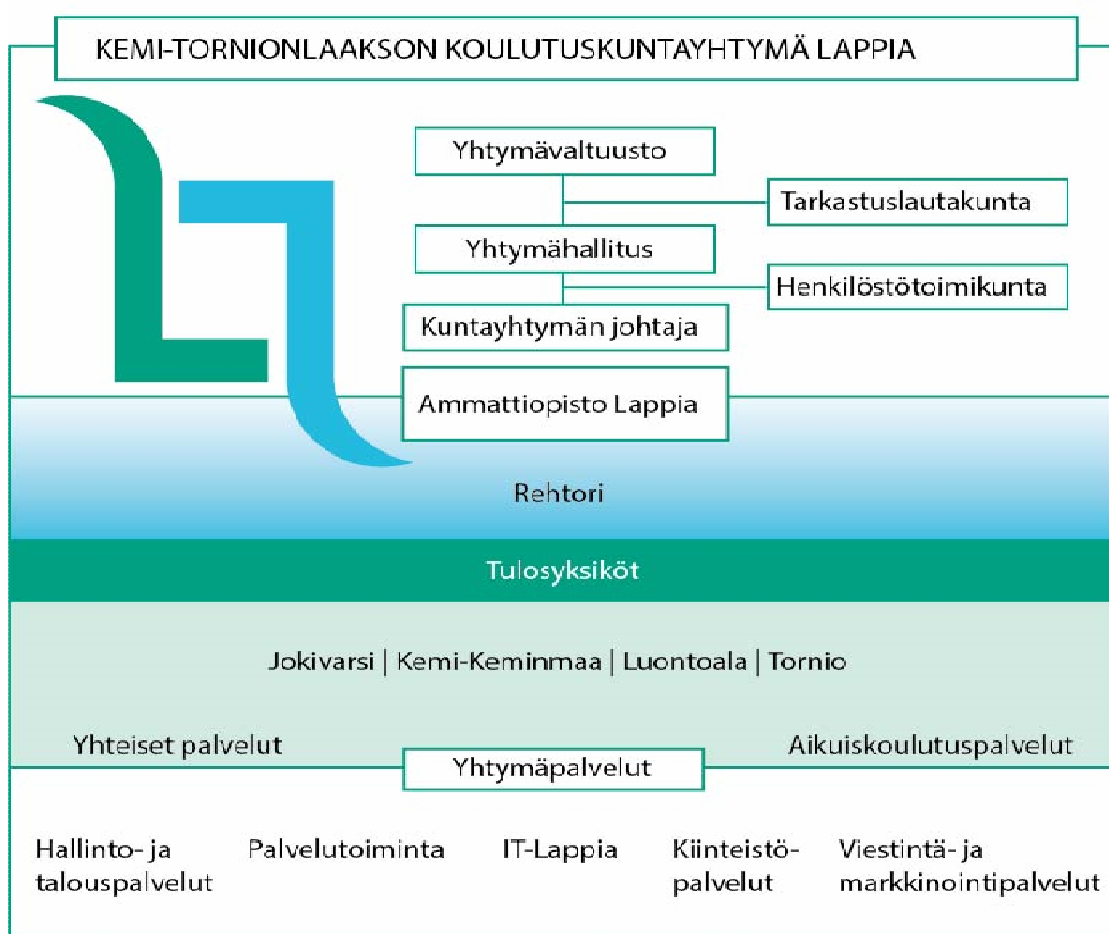 KEMI-TORNIONLAAKSON KOULUTUSKUNTAYHTYMÄ LAPPIA
Yhtymävaltuusto
Tarkastuslautakunta
Yhtymähallitus
Henkilöstötoimikunta
Kuntayhtymän johtaja
Ammattiopisto Lappia
Rehtori
Tulosyksiköt
Jokivarsi | Kemi-Keminmaa | Luontoala | Tornio
Yhteiset palvelut
Aikuiskoulutuspalvelut
Yhtymäpalvelut
Hallinto- ja
talouspalvelut
Palvelutoiminta
IT-Lappia
Kiinteistö-
palvelut
Viestintä- ja
markkinointipalvelut